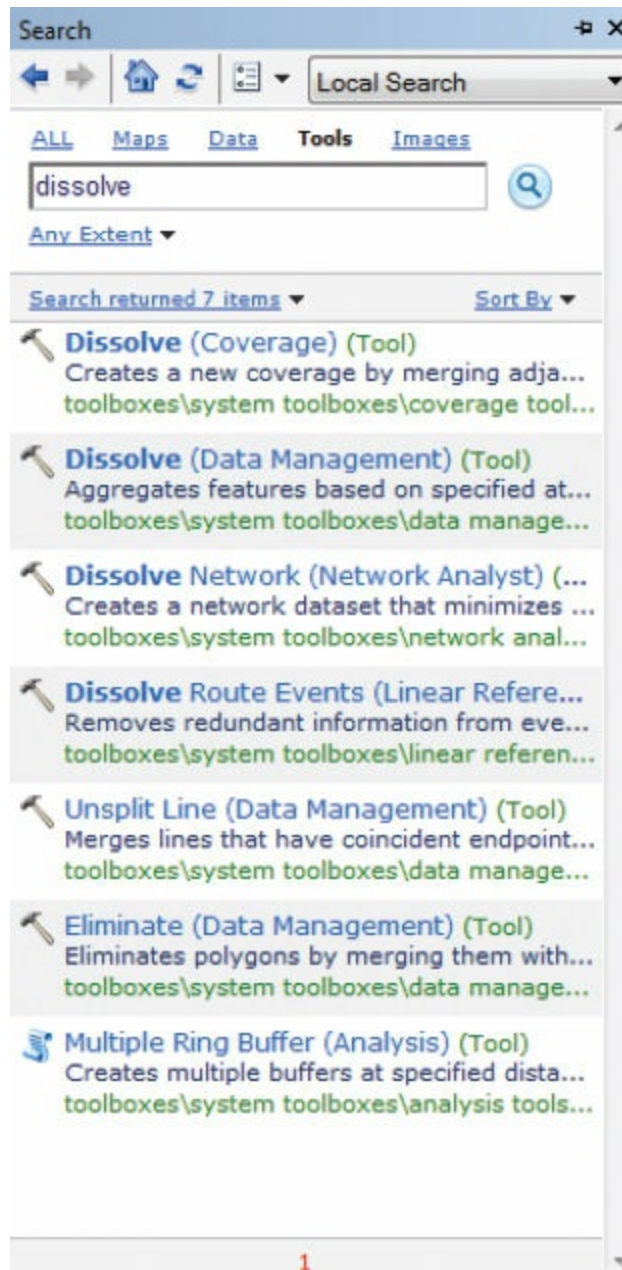 Search
Local Search
ALL Maps Data Tools Images
dissolve
Any Extent
Search returned 7 items Sort By
Dissolve (Coverage) (Tool)
Creates a new coverage by merging adja...
toolboxes\system toolboxes\coverage tool...
Dissolve (Data Management) (Tool)
Aggregates features based on specified at...
toolboxes\system toolboxes\data manage...
Dissolve Network (Network Analyst) (...
Creates a network dataset that minimizes ...
toolboxes\system toolboxes\network anal...
Dissolve Route Events (Linear Refere...
Removes redundant information from eve...
toolboxes\system toolboxes\linear referen...
Unsplit Line (Data Management) (Tool)
Merges lines that have coincident endpoint...
toolboxes\system toolboxes\data manage...
Eliminate (Data Management) (Tool)
Eliminates polygons by merging them with...
toolboxes\system toolboxes\data manage...
Multiple Ring Buffer (Analysis) (Tool)
Creates multiple buffers at specified dista...
toolboxes\system toolboxes\analysis tools...
1